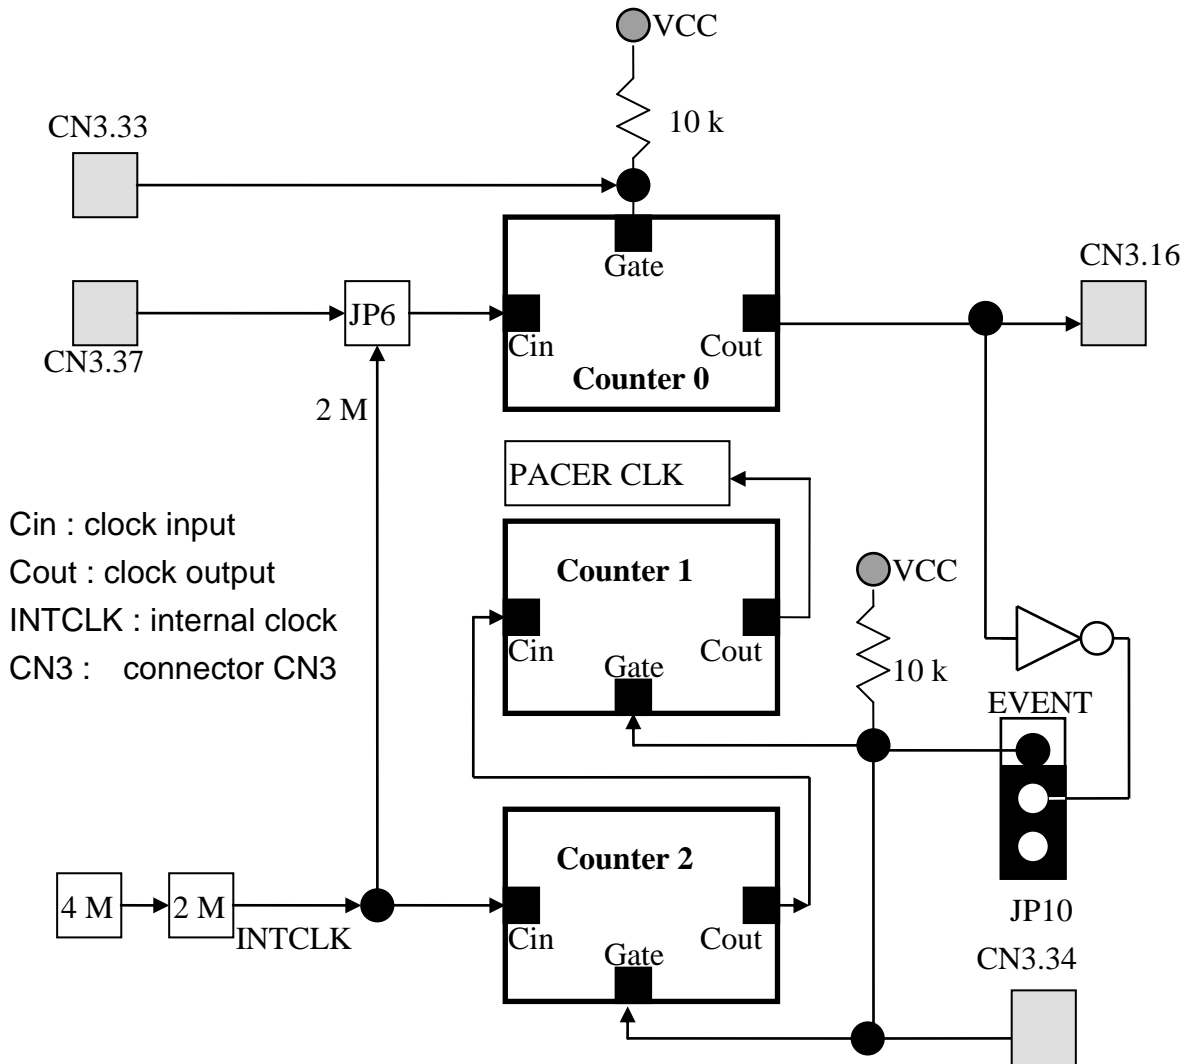 VCC
10 k
CN3.33
Gate
CN3.16
JP6
Cin
Cout
CN3.37
Counter 0
2 M
PACER CLK
Cin : clock input
Cout : clock output
INTCLK : internal clock
CN3 : connector CN3
Counter 1
VCC
Cin
Cout
Gate
10 k
EVENT
Counter 2
4 M
2 M
INTCLK
Cin
Cout
Gate
JP10
CN3.34